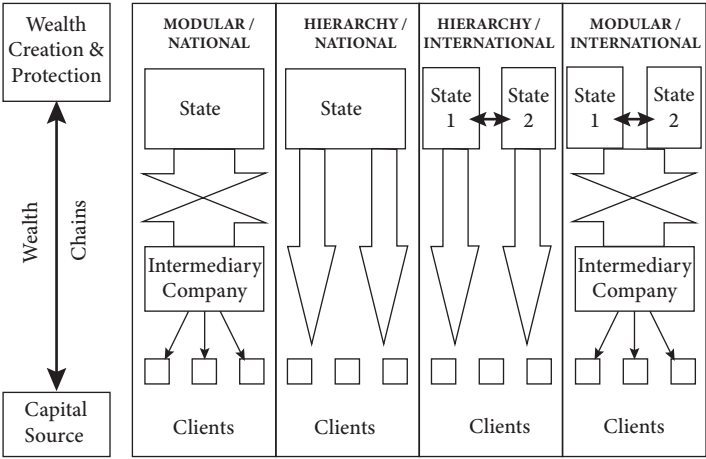 Wealth
Creation &
Protection
Wealth
Chains
Capital
Source
MODULAR /
NATIONAL
State
Intermediary
Company
Clients
HIERARCHY /
NATIONAL
State
Clients
HIERARCHY /
INTERNATIONAL
State
1
State
2
Clients
MODULAR /
INTERNATIONAL
State
1
State
2
Intermediary
Company
Clients